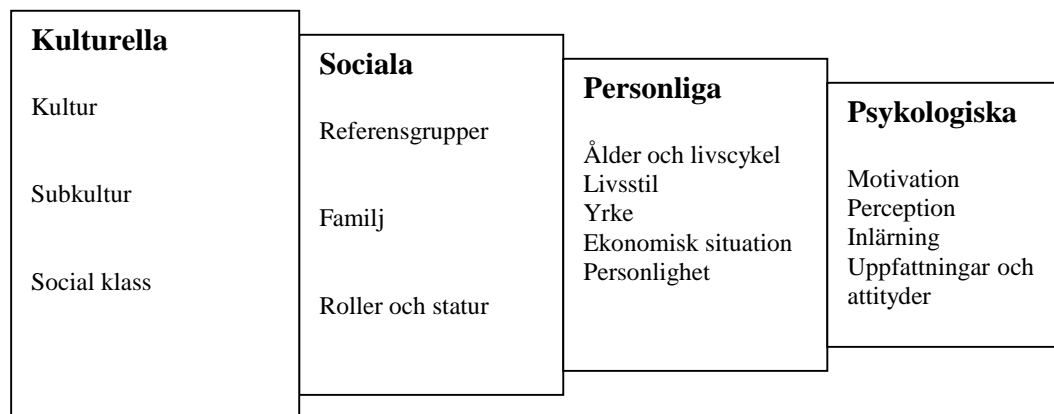 Kulturella
Kultur
Subkultur
Social klass
Sociala
Referensgrupper
Familj
Roller och statur
Personliga
Ålder och livscykel
Livsstil
Yrke
Ekonomisk situation
Personlighet
Psykologiska
Motivation
Perception
Inlärning
Uppfattningar och
attityder